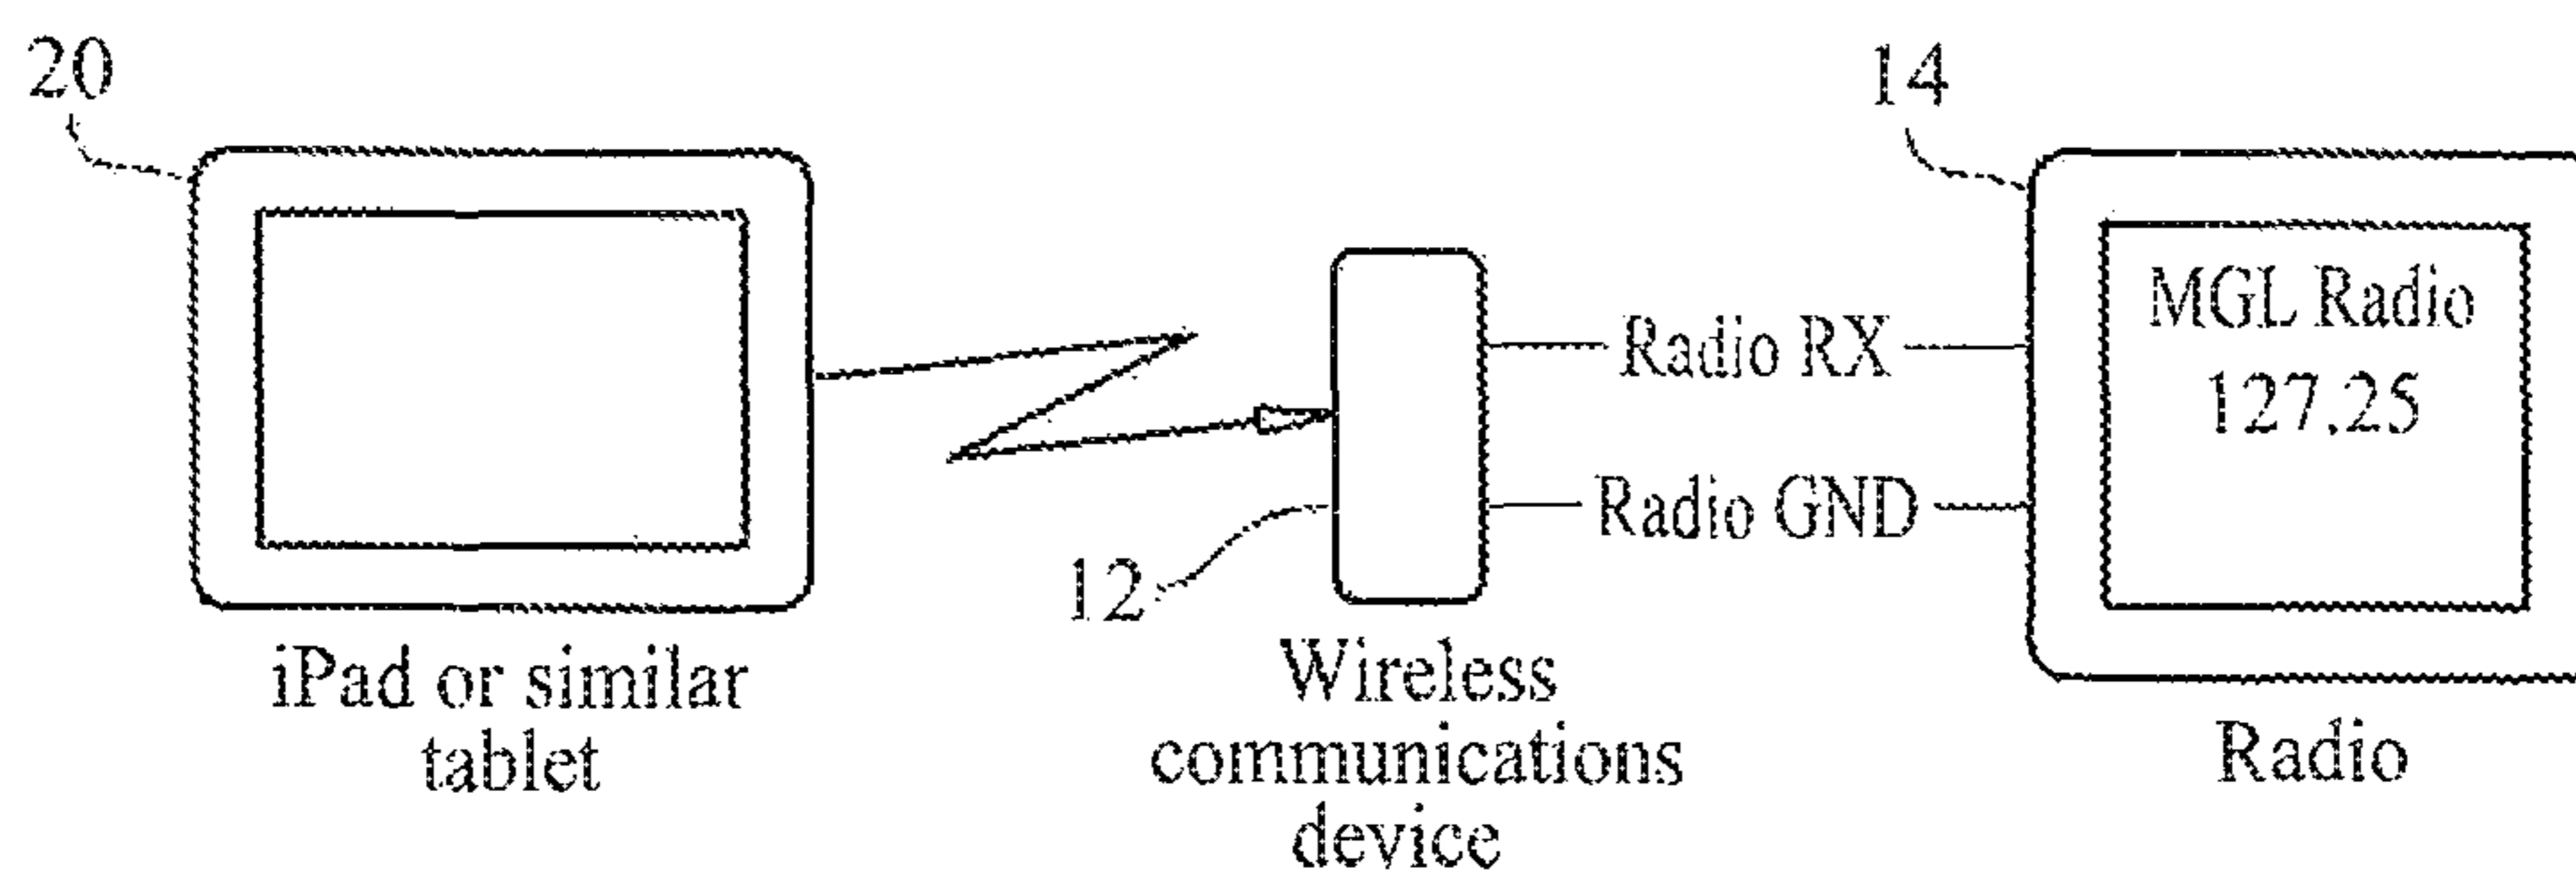 20
14
MGL Radio
127.25
Radio RX
Radio GND
12
iPad or similar
tablet
Wireless
communications
device
Radio